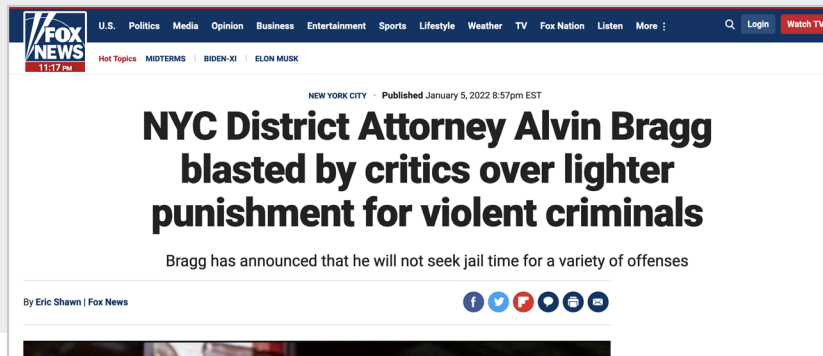 FOX
NEWS
11:17 PM
U.S. Politics Media Opinion Business Entertainment Sports Lifestyle Weather TV Fox Nation Listen More
Login
Watch TV
Hot Topics MIDTERMS BIDEN-XI ELON MUSK
NEW YORK CITY · Published January 5, 2022 8:57pm EST
NYC District Attorney Alvin Bragg
blasted by critics over lighter
punishment for violent criminals
Bragg has announced that he will not seek jail time for a variety of offenses
By Eric Shawn | Fox News